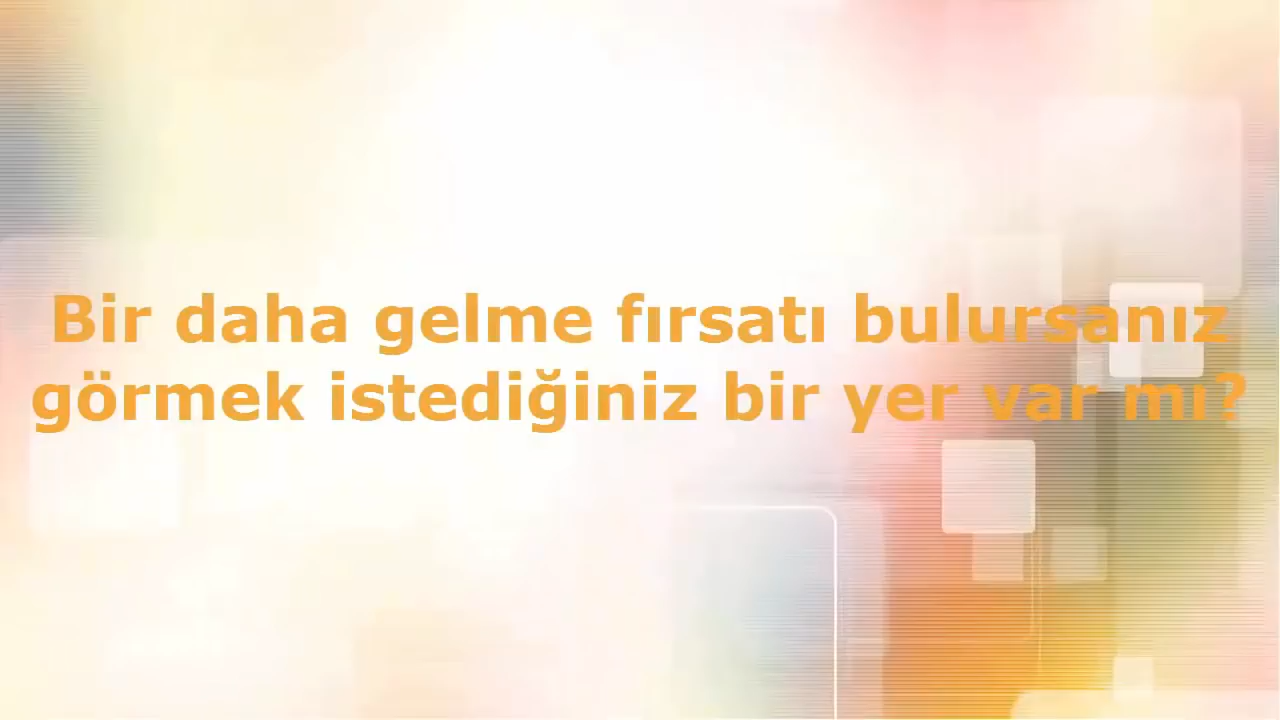 Bir daha gelme fırsatı bulursanız
görmek istediğiniz bir yer var mı?